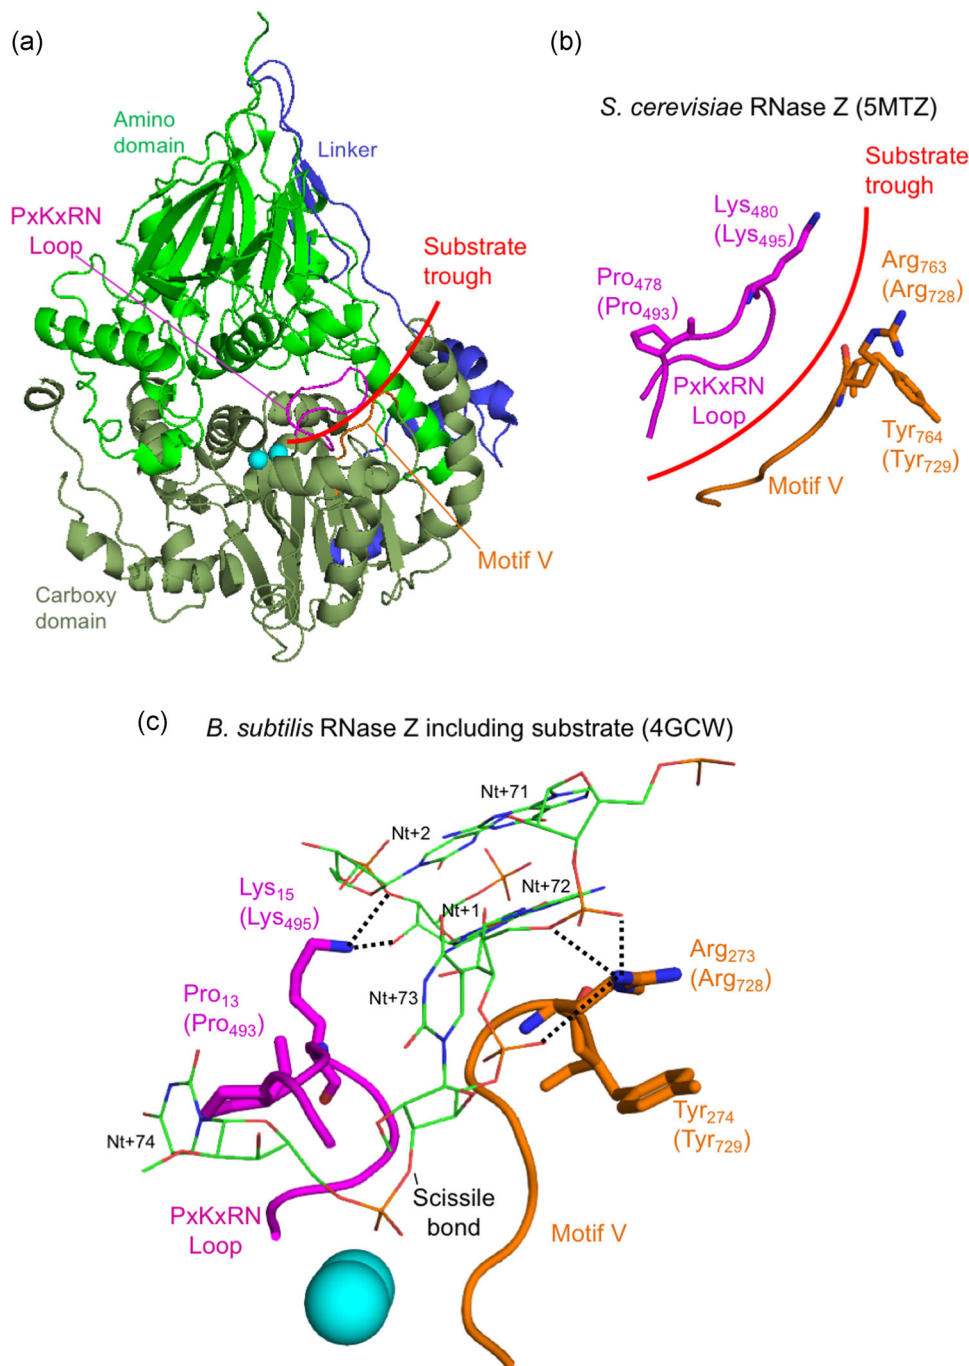 (a)
Amino
domain
Linker
PxKxRN
Loop
Substrate
trough
Motif V
Carboxy
domain
(b)
S. cerevisiae RNase Z (5MTZ)
Substrate
trough
Lys480
(Lys495)
Arg763
(Arg728)
Pro478
(Pro493)
PxKxRN
Loop
Tyr764
(Tyr729)
Motif V
(c)
B. subtilis RNase Z including substrate (4GCW)
Nt+71
Nt+2
Nt+72
Lys15
(Lys495)
Nt+1
Arg273
(Arg728)
Nt+73
Pro13
(Pro493)
Tyr274
(Tyr729)
Nt+74
Scissile
bond
PxKxRN
Loop
Motif V